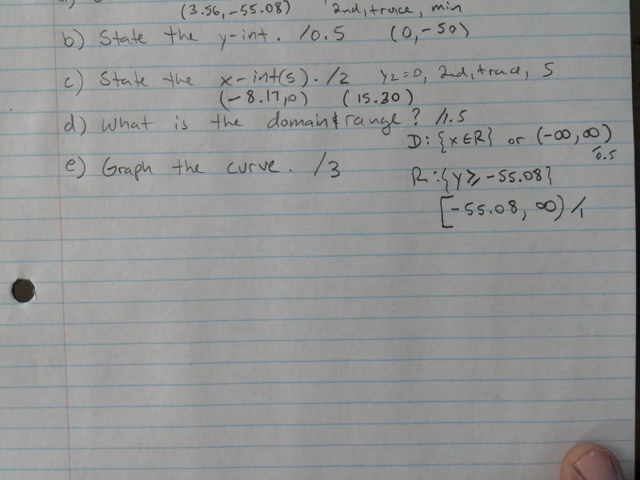 (3.56,-55.08) 2nd, trace, min
b) State the y-int. /0.5 (0,-50)
c) State the x-int(s). /2 y₂=0, 2nd, trace, 5
(-8.17,0) (15.30)
d) What is the domain & range? /1.5
D: {x∈R} or (-∞,∞)
0.5
e) Graph the curve. /3
R: {y ≥ -55.08}
[-55.08, ∞) /1